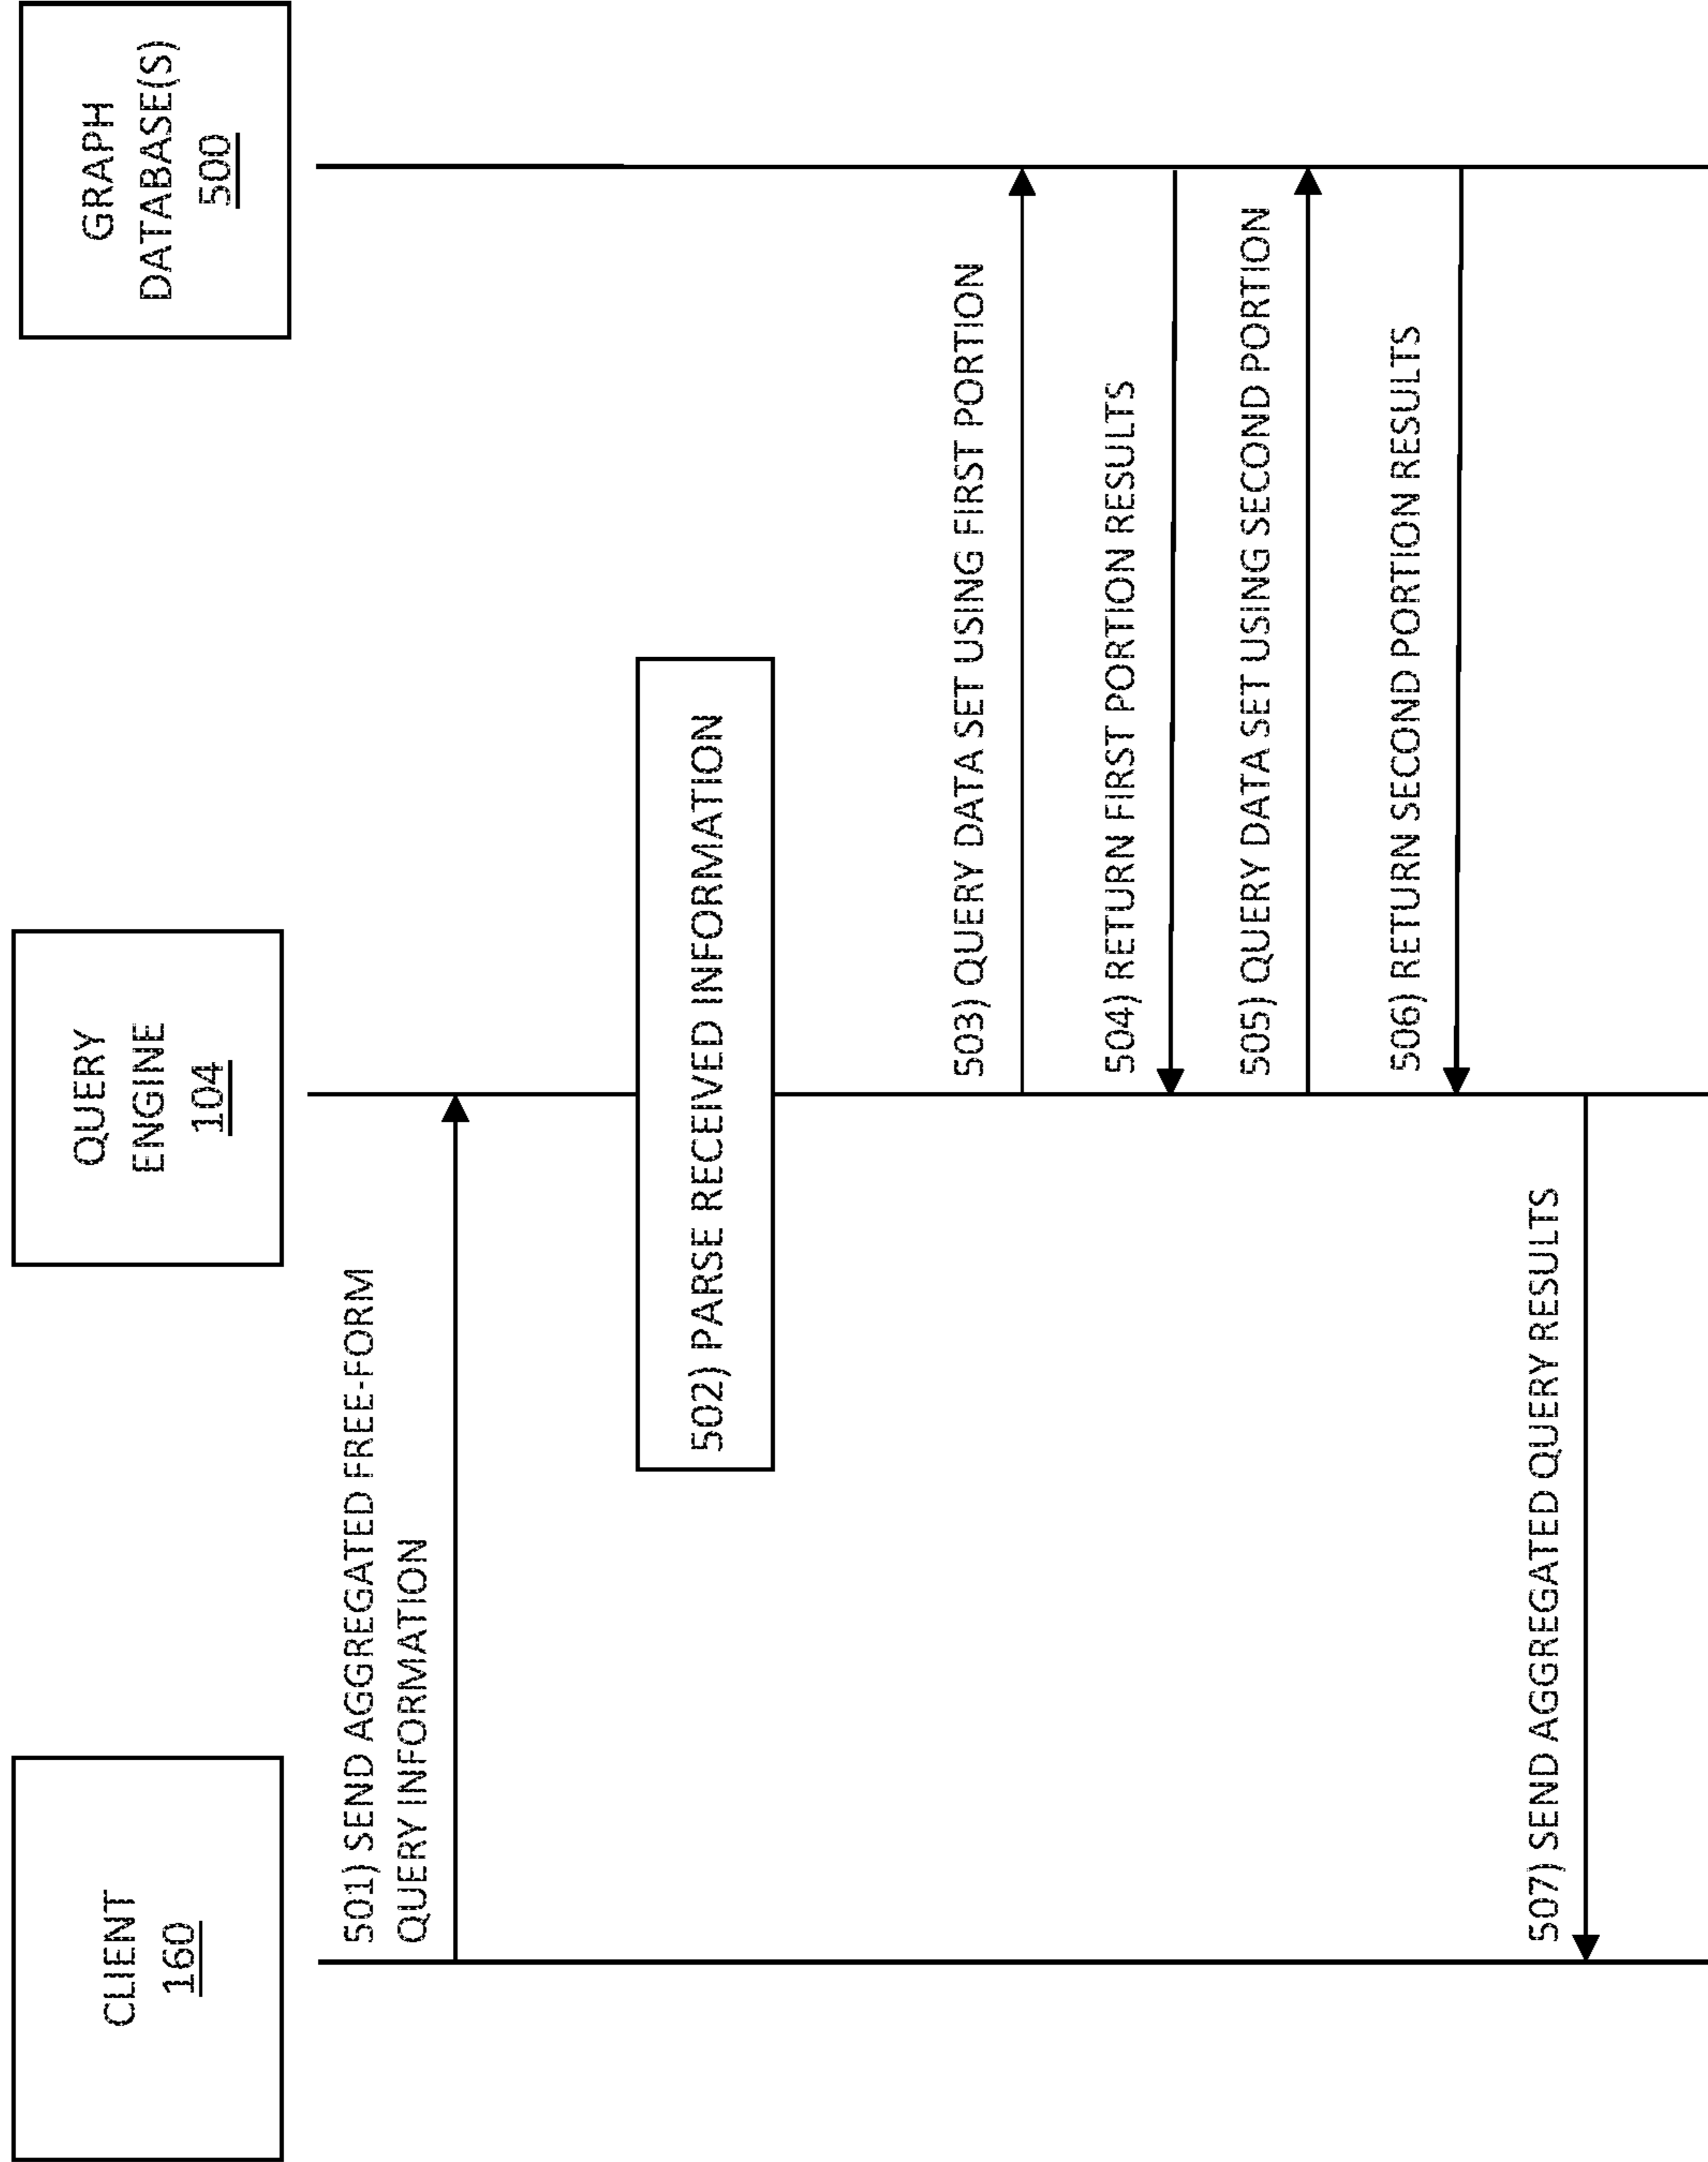 CLIENT
160
QUERY
ENGINE
104
GRAPH
DATABASE(S)
500
501) SEND AGGREGATED FREE-FORM
QUERY INFORMATION
502) PARSE RECEIVED INFORMATION
503) QUERY DATA SET USING FIRST PORTION
504) RETURN FIRST PORTION RESULTS
505) QUERY DATA SET USING SECOND PORTION
506) RETURN SECOND PORTION RESULTS
507) SEND AGGREGATED QUERY RESULTS